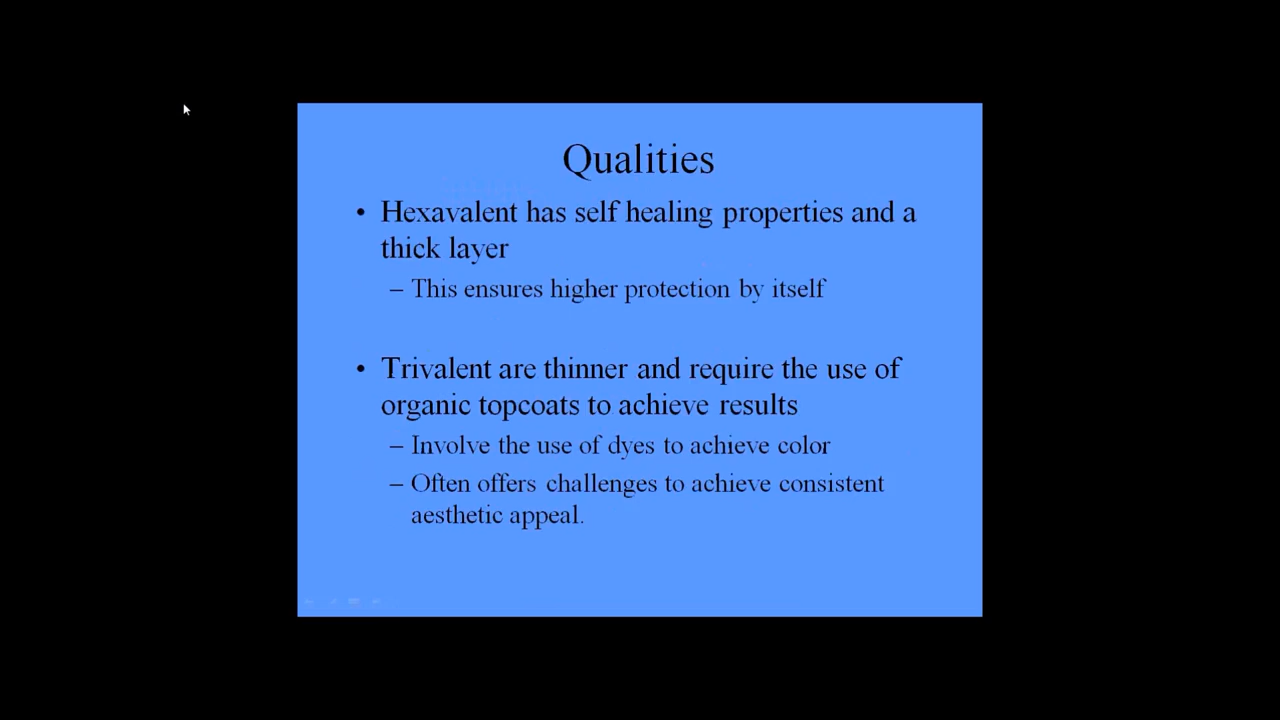 Qualities
• Hexavalent has self healing properties and a
thick layer
– This ensures higher protection by itself
• Trivalent are thinner and require the use of
organic topcoats to achieve results
– Involve the use of dyes to achieve color
– Often offers challenges to achieve consistent
aesthetic appeal.